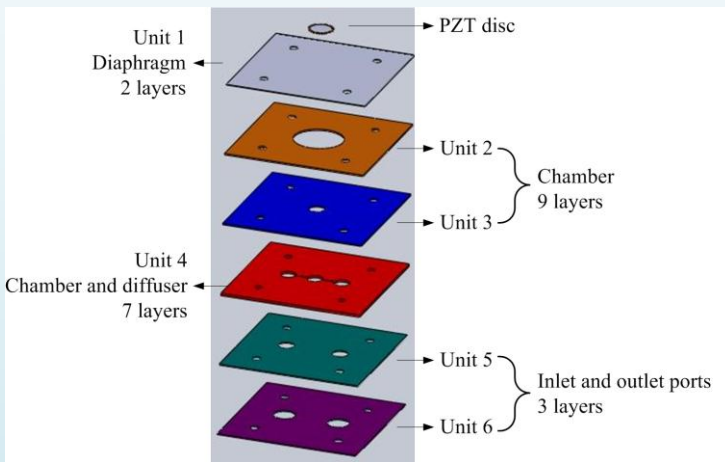 PZT disc
Unit 1
Diaphragm
2 layers
Unit 2
Chamber
9 layers
Unit 3
Unit 4
Chamber and diffuser
7 layers
Unit 5
Inlet and outlet ports
3 layers
Unit 6